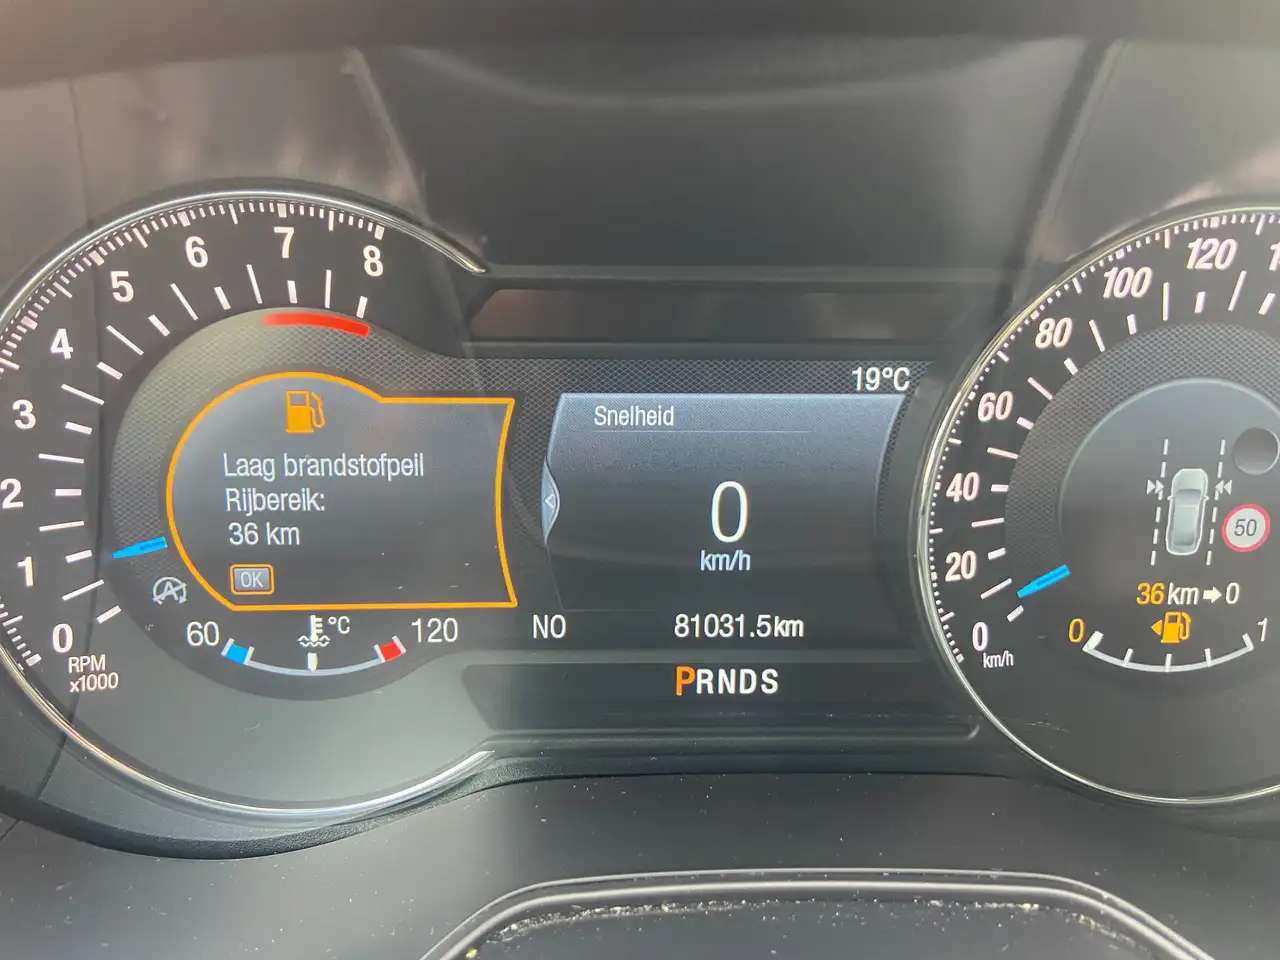 0
1
2
3
4
5
6
7
8
RPM
x1000
Laag brandstofpeil
Rijbereik:
36 km
OK
60
°C
120
19°C
Snelheid
0
km/h
NO
81031.5km
PRNDS
0
20
40
60
80
100
120
km/h
50
36km➡0
0
1